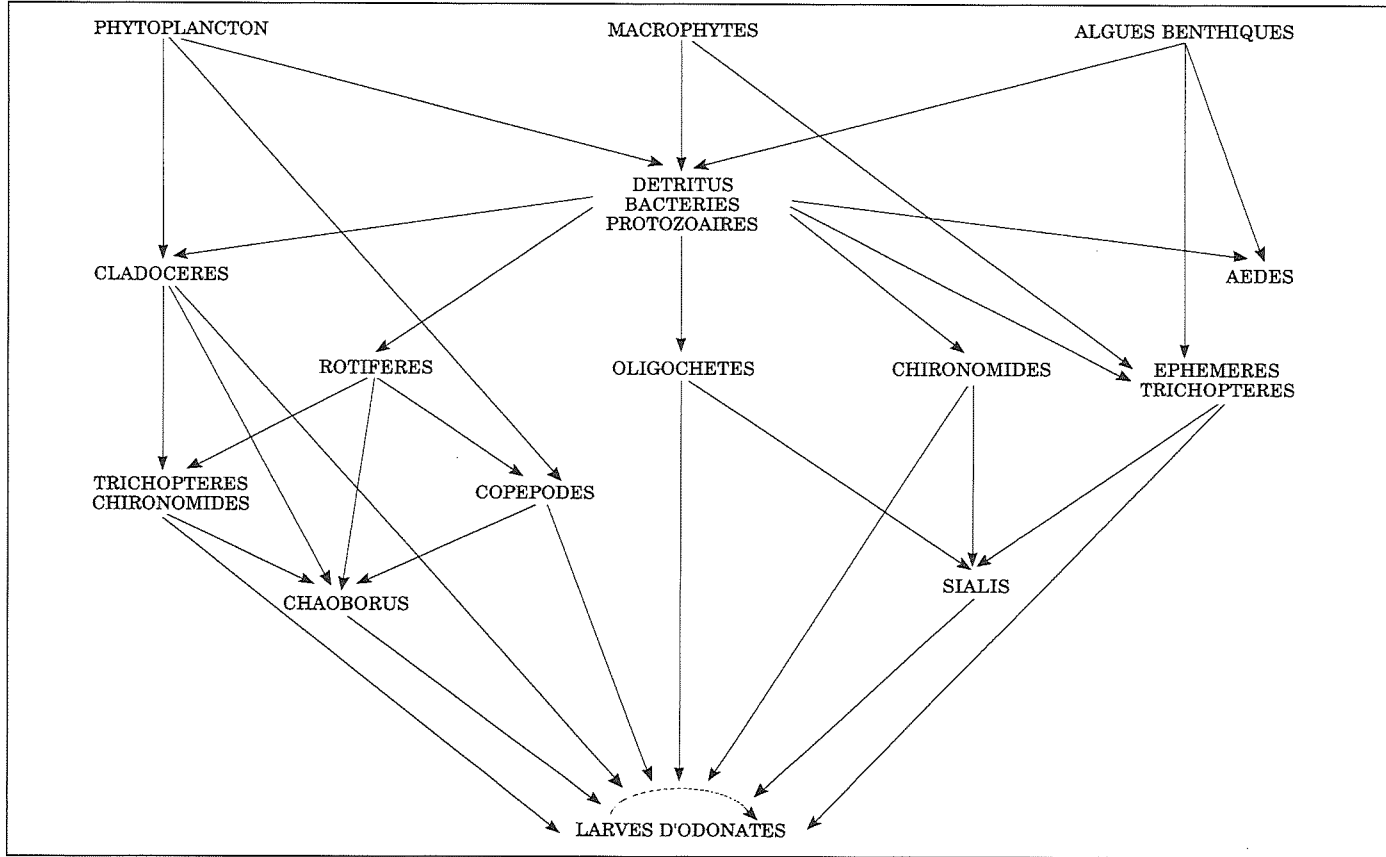 PHYTOPLANCTON
MACROPHYTES
ALGUES BENTHIQUES
DETRITUS
BACTERIES
PROTOZOAIRES
CLADOCERES
AEDES
ROTIFERES
OLIGOCHETES
CHIRONOMIDES
EPHEMERES
TRICHOPTERES
TRICHOPTERES
CHIRONOMIDES
COPEPODES
CHAOBORUS
SIALIS
LARVES D'ODONATES